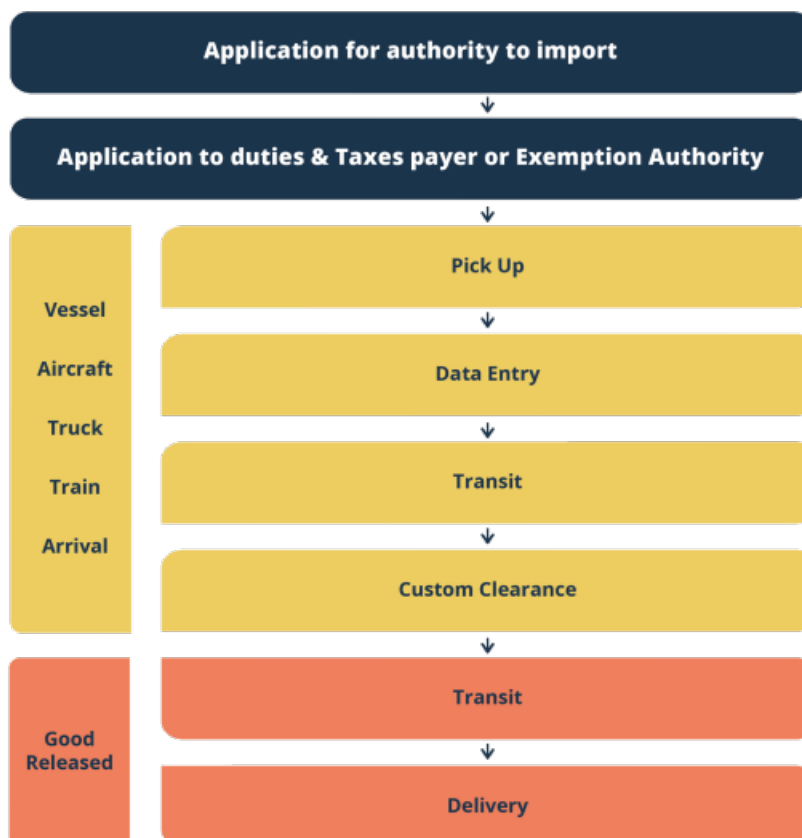 Application for authority to import
Application to duties & Taxes payer or Exemption Authority
Vessel
Aircraft
Truck
Train
Arrival
Pick Up
Data Entry
Transit
Custom Clearance
Good
Released
Transit
Delivery